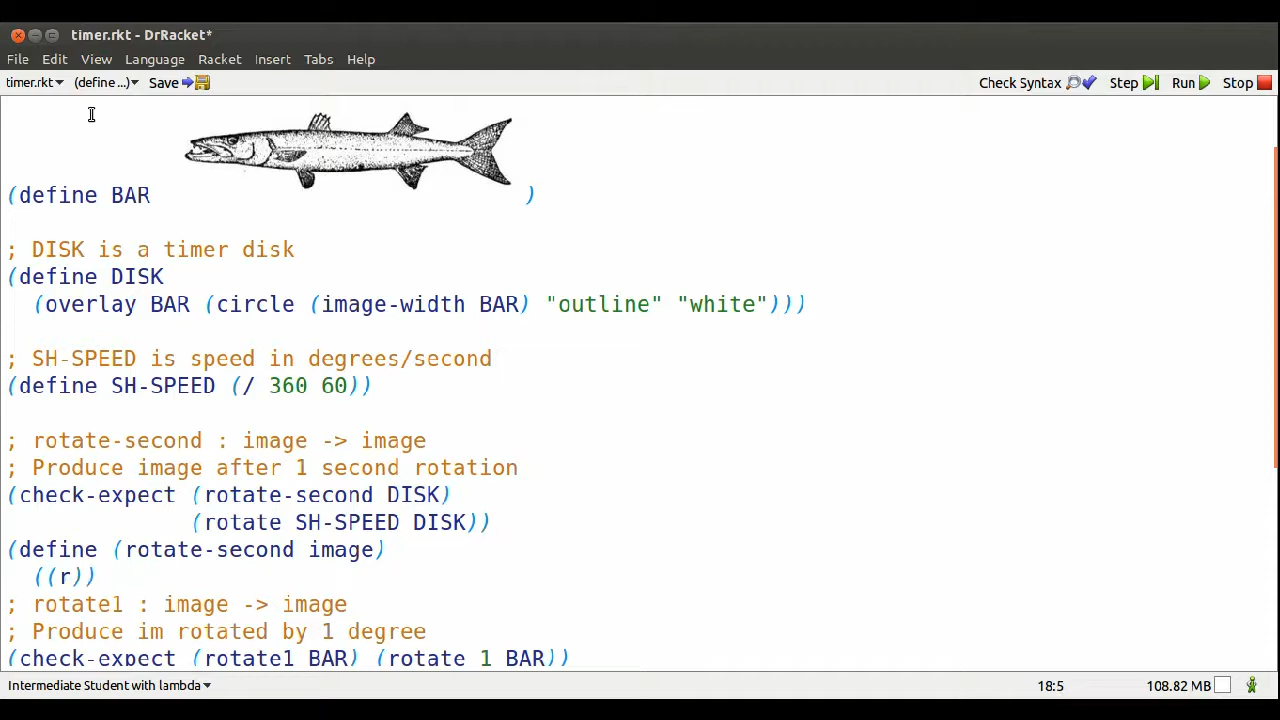 timer.rkt - DrRacket*
File Edit View Language Racket Insert Tabs Help
timer.rkt (define ...) Save Check Syntax Step Run Stop
(define BAR )
; DISK is a timer disk
(define DISK
(overlay BAR (circle (image-width BAR) "outline" "white")))
; SH-SPEED is speed in degrees/second
(define SH-SPEED (/ 360 60))
; rotate-second : image -> image
; Produce image after 1 second rotation
(check-expect (rotate-second DISK)
(rotate SH-SPEED DISK))
(define (rotate-second image)
((r))
; rotate1 : image -> image
; Produce im rotated by 1 degree
(check-expect (rotate1 BAR) (rotate 1 BAR))
Intermediate Student with lambda 18:5 108.82 MB